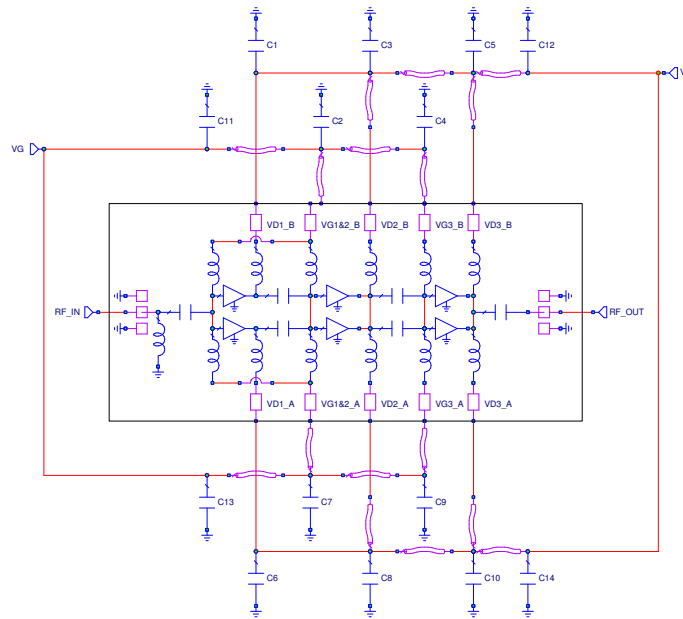 C1
C3
C5
C12
V
C11
C2
C4
VG
VD1_B
VG1&2_B
VD2_B
VG3_B
VD3_B
RF_IN
RF_OUT
VD1_A
VG1&2_A
VD2_A
VG3_A
VD3_A
C13
C7
C9
C6
C8
C10
C14